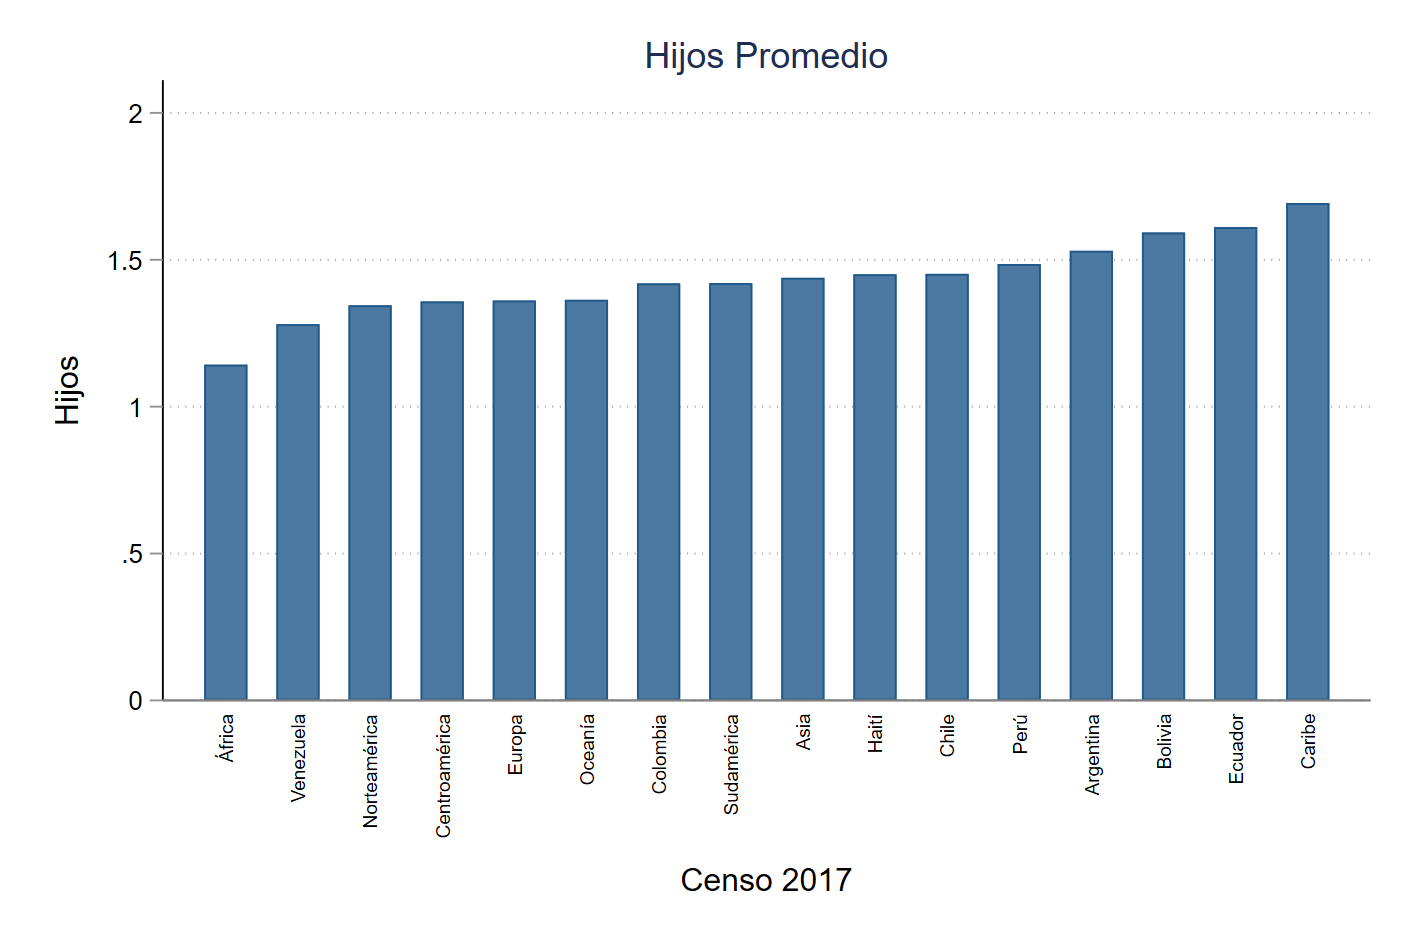 Hijos Promedio
2
1.5
1
.5
0
Hijos
África
Venezuela
Norteamérica
Centroamérica
Europa
Oceanía
Colombia
Sudamérica
Asia
Haití
Chile
Perú
Argentina
Bolivia
Ecuador
Caribe
Censo 2017